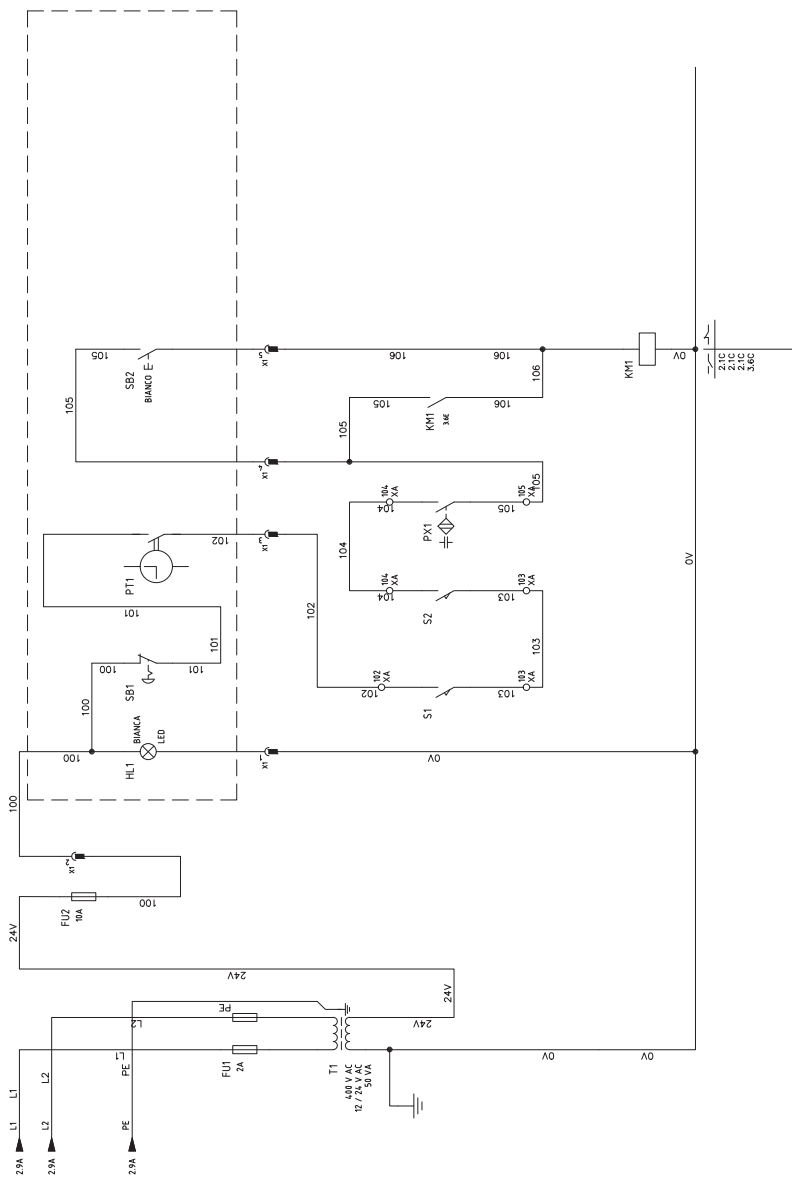 105
105
SB2
BIANCO
5
X1
106
106
106
KM1
0V
2.1C
2.1C
2.1C
3.6C
105
105
KM1
3.6E
106
4
X1
104
XA
104
PX1
105
XA
105
105
104
PT1
102
3
X1
101
101
104
XA
104
S2
103
XA
103
0V
100
100
SB1
101
102
102
XA
102
S1
103
XA
103
103
100
BIANCA
LED
HL1
1
X1
0V
100
2
X1
FU2
10A
100
24V
24V
24V
24V
L1
L1
2.9A
L2
L2
2.9A
PE
PE
2.9A
L1
L2
PE
FU1
2A
T1
400 V AC
12 / 24 V AC
50 VA
0V
0V